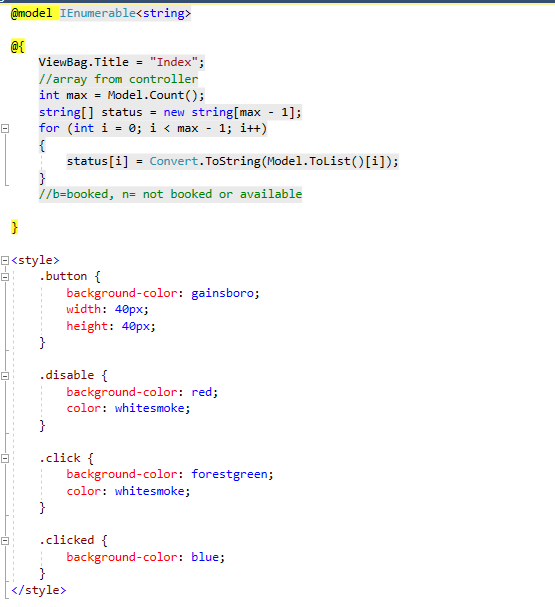 @model IEnumerable<string>
@{
ViewBag.Title = "Index";
//array from controller
int max = Model.Count();
string[] status = new string[max - 1];
for (int i = 0; i < max - 1; i++)
{
status[i] = Convert.ToString(Model.ToList()[i]);
}
//b=booked, n= not booked or available
}
<style>
.button {
background-color: gainsboro;
width: 40px;
height: 40px;
}
.disable {
background-color: red;
color: whitesmoke;
}
.click {
background-color: forestgreen;
color: whitesmoke;
}
.clicked {
background-color: blue;
}
</style>